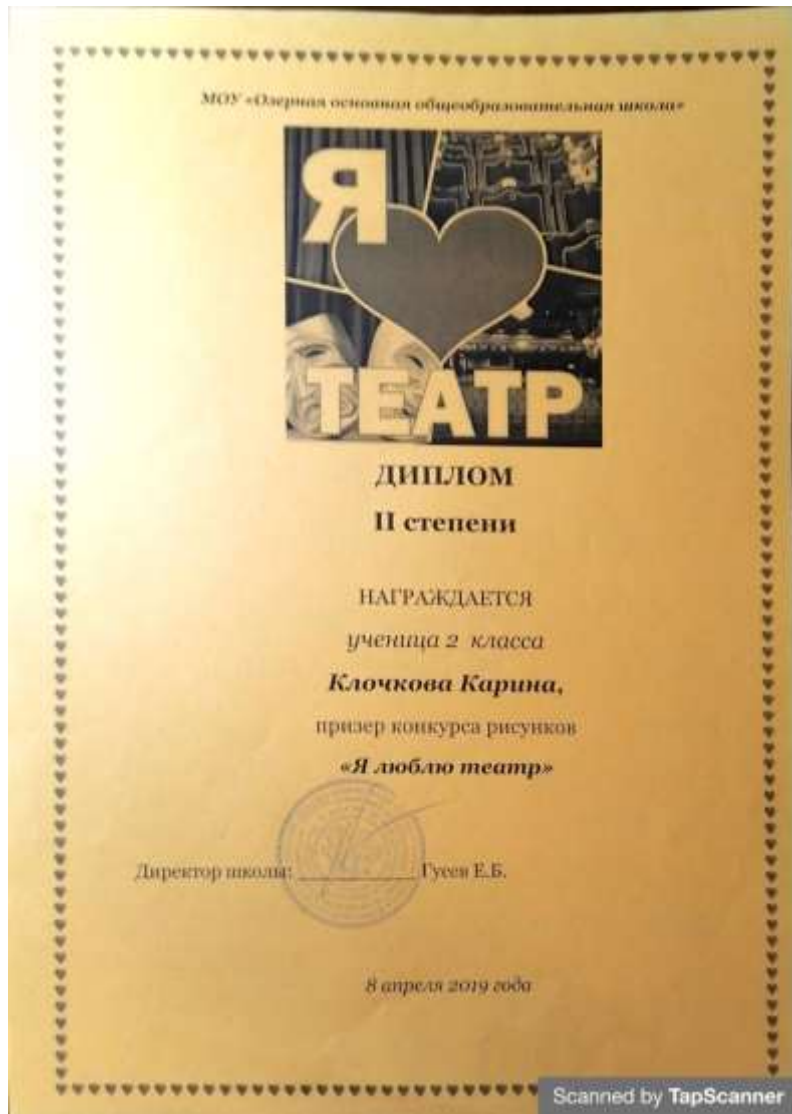 МОУ «Озерная основная общеобразовательная школа»
Я
ТЕАТР
ДИПЛОМ
II степени
НАГРАЖДАЕТСЯ
ученица 2 класса
Клочкова Карина,
призер конкурса рисунков
«Я люблю театр»
Директор школы: ______________ Гусев Е.Б.
8 апреля 2019 года
Scanned by TapScanner